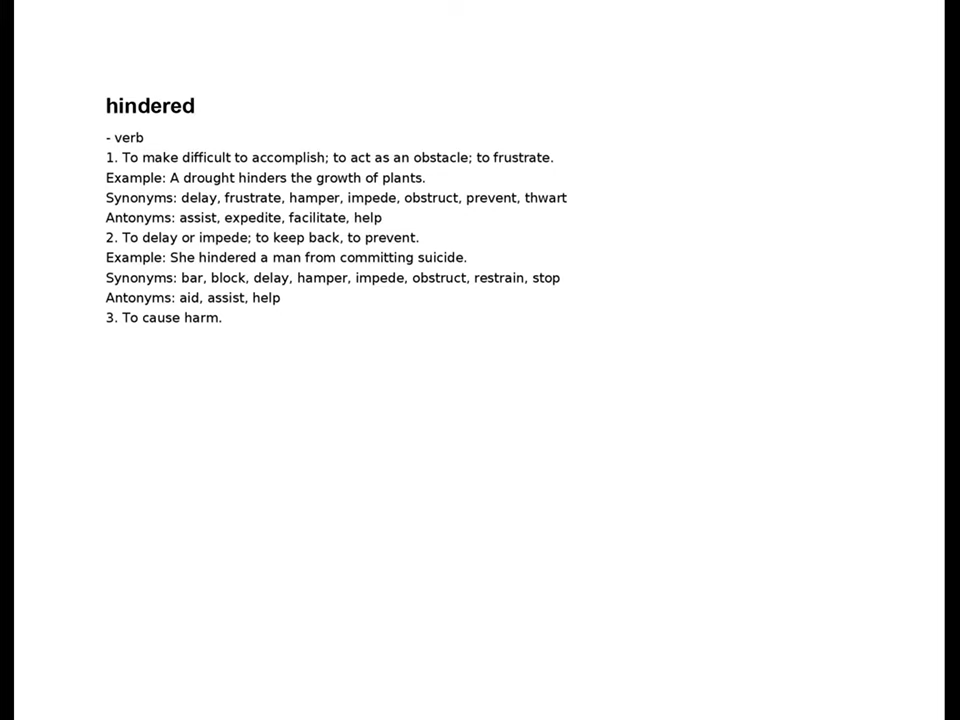 hindered
- verb
1. To make difficult to accomplish; to act as an obstacle; to frustrate.
Example: A drought hinders the growth of plants.
Synonyms: delay, frustrate, hamper, impede, obstruct, prevent, thwart
Antonyms: assist, expedite, facilitate, help
2. To delay or impede; to keep back, to prevent.
Example: She hindered a man from committing suicide.
Synonyms: bar, block, delay, hamper, impede, obstruct, restrain, stop
Antonyms: aid, assist, help
3. To cause harm.